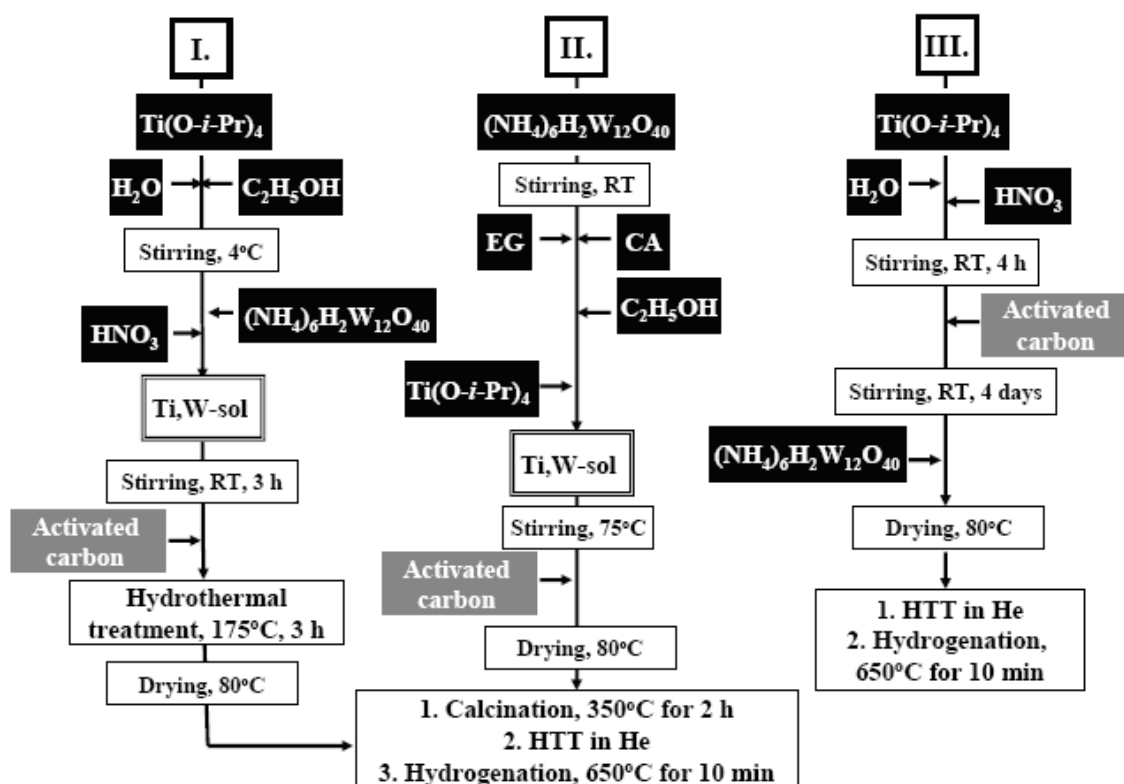 I.
Ti(O-i-Pr)₄
H₂O
C₂H₅OH
Stirring, 4°C
(NH₄)₆H₂W₁₂O₄₀
HNO₃
Ti,W-sol
Stirring, RT, 3 h
Activated
carbon
Hydrothermal
treatment, 175°C, 3 h
Drying, 80°C
II.
(NH₄)₆H₂W₁₂O₄₀
Stirring, RT
EG
CA
C₂H₅OH
Ti(O-i-Pr)₄
Ti,W-sol
Stirring, 75°C
Activated
carbon
Drying, 80°C
1. Calcination, 350°C for 2 h
2. HTT in He
3. Hydrogenation, 650°C for 10 min
III.
Ti(O-i-Pr)₄
H₂O
HNO₃
Stirring, RT, 4 h
Activated
carbon
Stirring, RT, 4 days
(NH₄)₆H₂W₁₂O₄₀
Drying, 80°C
1. HTT in He
2. Hydrogenation,
650°C for 10 min